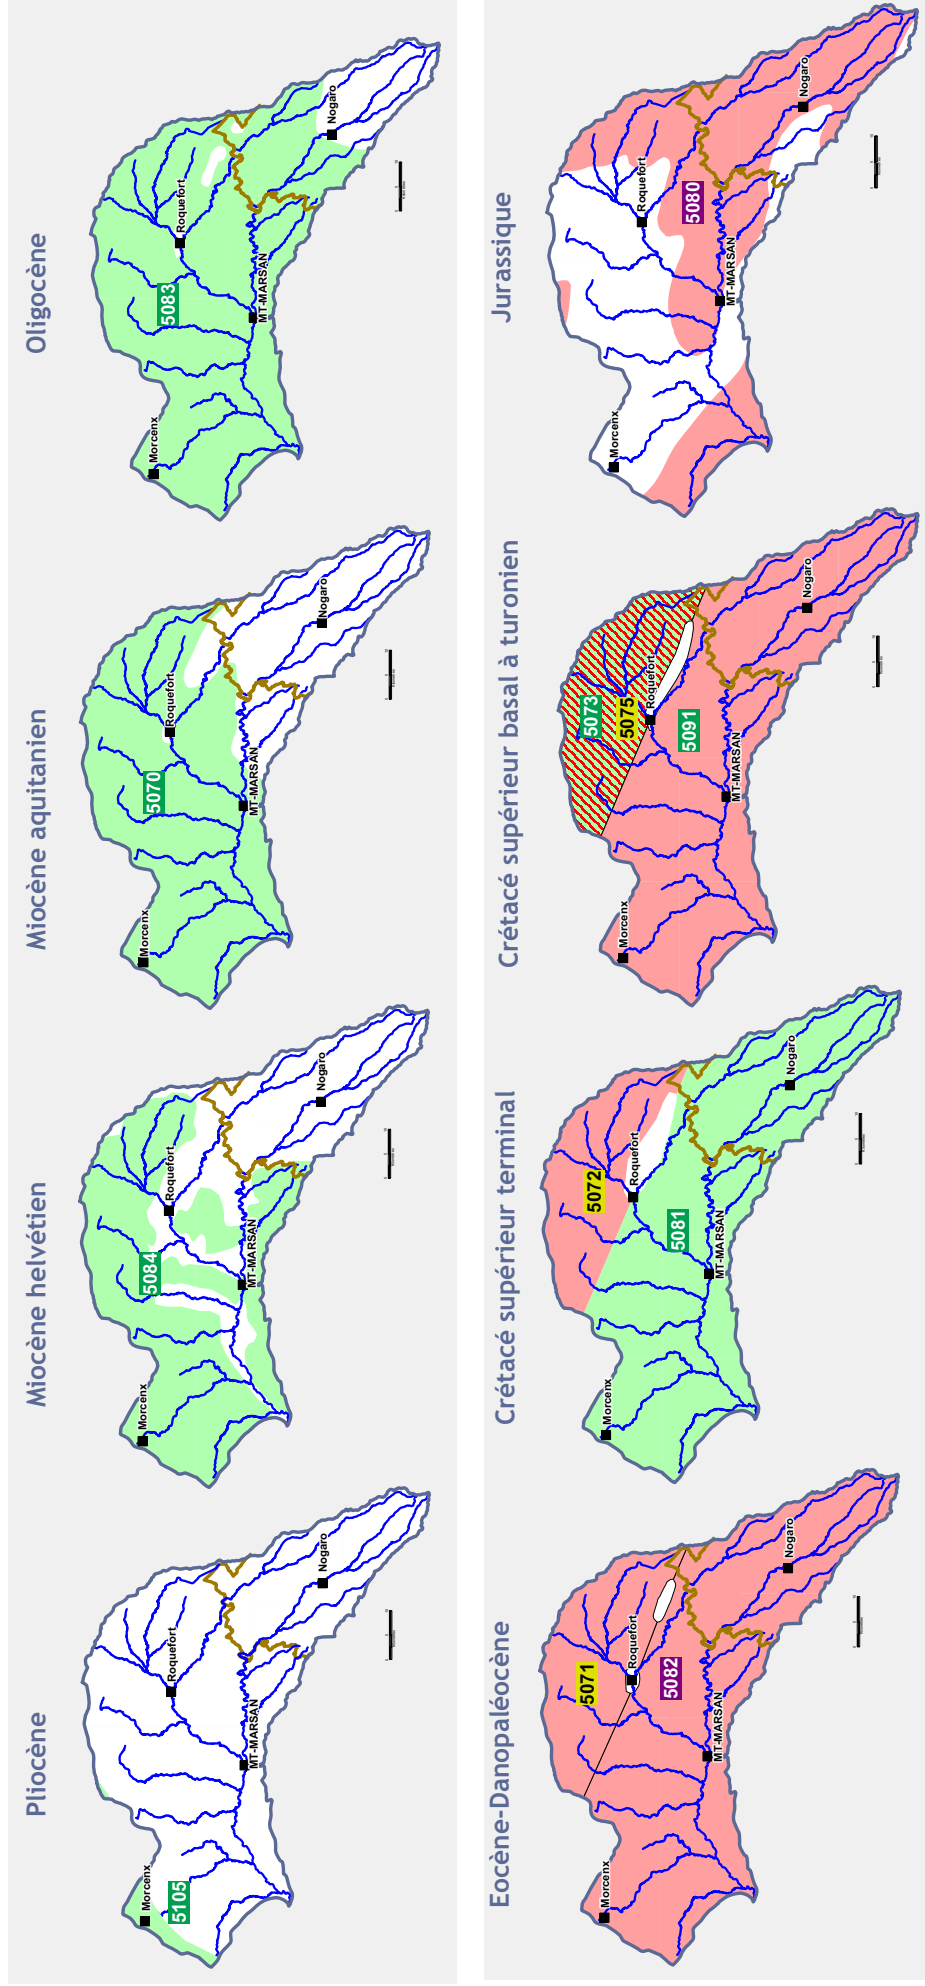 Pliocène
5105
Morcenx
Roquefort
MT-MARSAN
Nogaro
Miocène helvétien
5084
Morcenx
Roquefort
MT-MARSAN
Nogaro
Miocène aquitanien
5070
Morcenx
Roquefort
MT-MARSAN
Nogaro
Oligocène
5083
Morcenx
Roquefort
MT-MARSAN
Nogaro
Eocène-Danopaléocène
5071
Morcenx
Roquefort
5082
MT-MARSAN
Nogaro
Crétacé supérieur terminal
5072
Morcenx
Roquefort
5081
MT-MARSAN
Nogaro
Crétacé supérieur basal à turonien
5073
5075
Morcenx
Roquefort
5091
MT-MARSAN
Nogaro
Jurassique
Morcenx
Roquefort
5080
MT-MARSAN
Nogaro